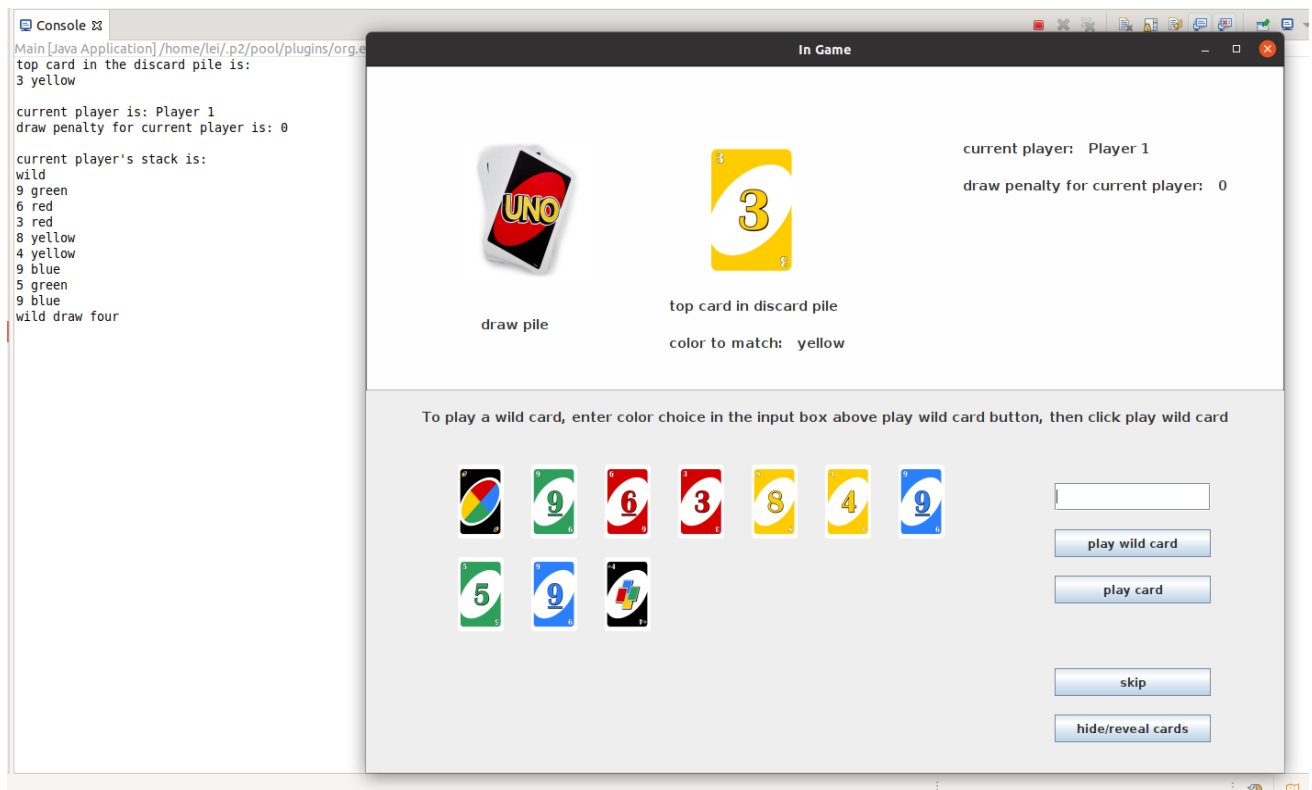 Console
Main [Java Application] /home/lei/.p2/pool/plugins/org.e
top card in the discard pile is:
3 yellow
current player is: Player 1
draw penalty for current player is: 0
current player's stack is:
wild
9 green
6 red
3 red
8 yellow
4 yellow
9 blue
5 green
9 blue
wild draw four
In Game
UNO
draw pile
3
3
3
top card in discard pile
color to match: yellow
current player: Player 1
draw penalty for current player: 0
To play a wild card, enter color choice in the input box above play wild card button, then click play wild card
9 6 3 8 4 9
5 9
play wild card
play card
skip
hide/reveal cards